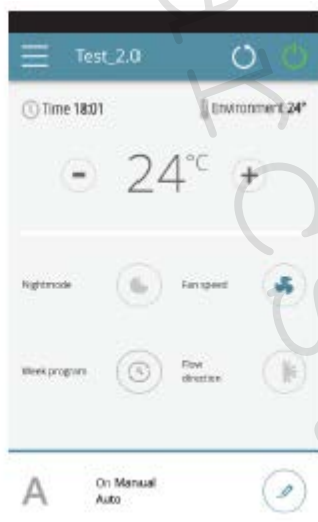 Test_2.0
Time 18:01
Environment 24°
- 24°C +
Nightmode
Fan speed
Week program
Flow
direction
A
On Manual
Auto